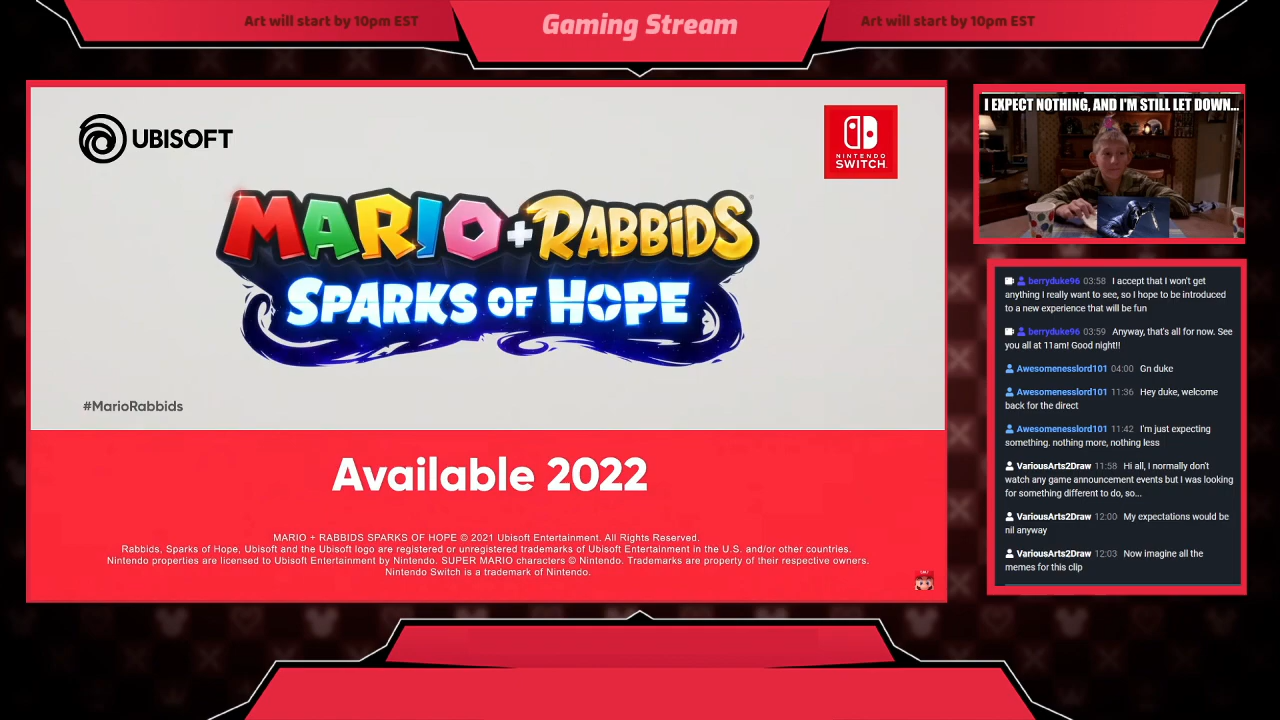 Art will start by 10pm EST
Gaming Stream
Art will start by 10pm EST
UBISOFT
NINTENDO
SWITCH
MARIO + RABBIDS
SPARKS OF HOPE
#MarioRabbids
Available 2022
MARIO + RABBIDS SPARKS OF HOPE © 2021 Ubisoft Entertainment. All Rights Reserved.
Rabbids, Sparks of Hope, Ubisoft and the Ubisoft logo are registered or unregistered trademarks of Ubisoft Entertainment in the U.S. and/or other countries.
Nintendo properties are licensed to Ubisoft Entertainment by Nintendo. SUPER MARIO characters © Nintendo. Trademarks are property of their respective owners.
Nintendo Switch is a trademark of Nintendo.
I EXPECT NOTHING, AND I'M STILL LET DOWN...
berryduke96 03:58 I accept that I won't get
anything I really want to see, so I hope to be introduced
to a new experience that will be fun
berryduke96 03:59 Anyway, that's all for now. See
you all at 11am! Good night!!
Awesomenesslord101 04:00 Gn duke
Awesomenesslord101 11:36 Hey duke, welcome
back for the direct
Awesomenesslord101 11:42 I'm just expecting
something. nothing more, nothing less
VariousArts2Draw 11:58 Hi all, I normally don't
watch any game announcement events but I was looking
for something different to do, so...
VariousArts2Draw 12:00 My expectations would be
nil anyway
VariousArts2Draw 12:03 Now imagine all the
memes for this clip